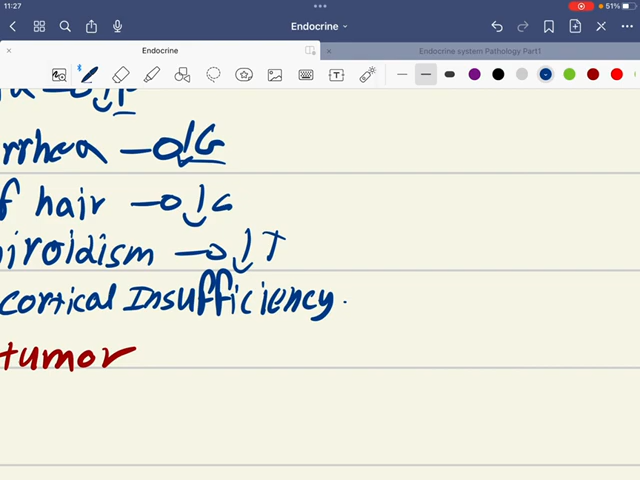 11:27
51%
Endocrine
Endocrine
Endocrine system Pathology Part1
T
rrhea → ↓G
f hair → ↓G
iroidism → ↓T
cortical Insufficiency.
tumor